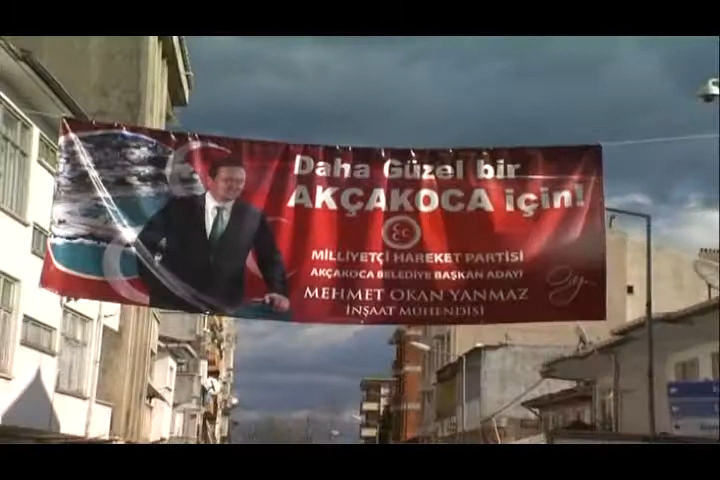 Daha Güzel bir
AKÇAKOCA için!
MİLLİYETÇİ HAREKET PARTİSİ
AKÇAKOCA BELEDİYE BAŞKAN ADAYI
MEHMET OKAN YANMAZ
İNŞAAT MÜHENDİSİ